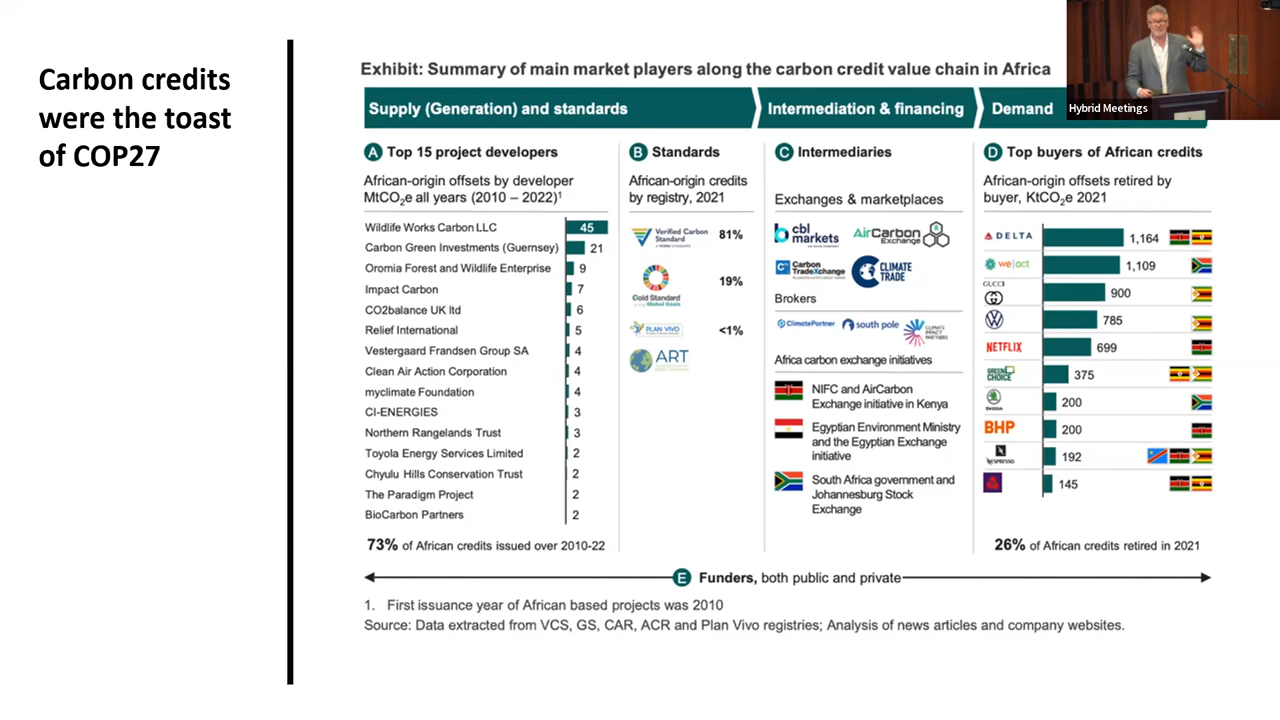 Carbon credits
were the toast
of COP27
Exhibit: Summary of main market players along the carbon credit value chain in Africa
Hybrid Meetings
Supply (Generation) and standards
Intermediation & financing
Demand
A Top 15 project developers
African-origin offsets by developer
MtCO₂e all years (2010 – 2022)¹
Wildlife Works Carbon LLC 45
Carbon Green Investments (Guernsey) 21
Oromia Forest and Wildlife Enterprise 9
Impact Carbon 7
CO2balance UK ltd 6
Relief International 5
Vestergaard Frandsen Group SA 4
Clean Air Action Corporation 4
myclimate Foundation 4
CI-ENERGIES 3
Northern Rangelands Trust 3
Toyola Energy Services Limited 2
Chyulu Hills Conservation Trust 2
The Paradigm Project 2
BioCarbon Partners 2
73% of African credits issued over 2010-22
B Standards
African-origin credits
by registry, 2021
Verified Carbon
Standard
81%
Gold Standard
19%
PLAN VIVO
<1%
ART
C Intermediaries
Exchanges & marketplaces
cbl
markets
AirCarbon
Exchange
Carbon
TradeXchange
CLIMATE
TRADE
Brokers
ClimatePartner
south pole
CLIMATE
IMPACT
PARTNERS
Africa carbon exchange initiatives
NIFC and AirCarbon
Exchange initiative in Kenya
Egyptian Environment Ministry
and the Egyptian Exchange
initiative
South Africa government and
Johannesburg Stock
Exchange
D Top buyers of African credits
African-origin offsets retired by
buyer, KtCO₂e 2021
DELTA 1,164
we act 1,109
GUCCI 900
785
NETFLIX 699
GREEN
CHOICE
375
ŠKODA 200
BHP 200
NESPRESSO 192
145
26% of African credits retired in 2021
E Funders, both public and private
1. First issuance year of African based projects was 2010
Source: Data extracted from VCS, GS, CAR, ACR and Plan Vivo registries; Analysis of news articles and company websites.